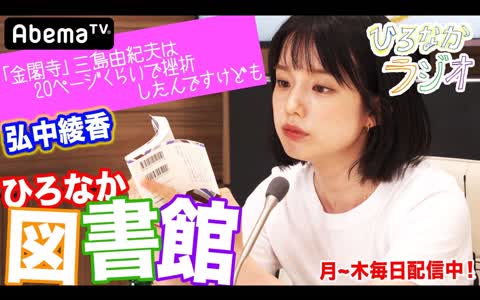 AbemaTV
「金閣寺」三島由紀夫は
20ページくらいで挫折
したんですけども
ひろなか
ラジオ
弘中綾香
ひろなか
図書館
月~木毎日配信中!